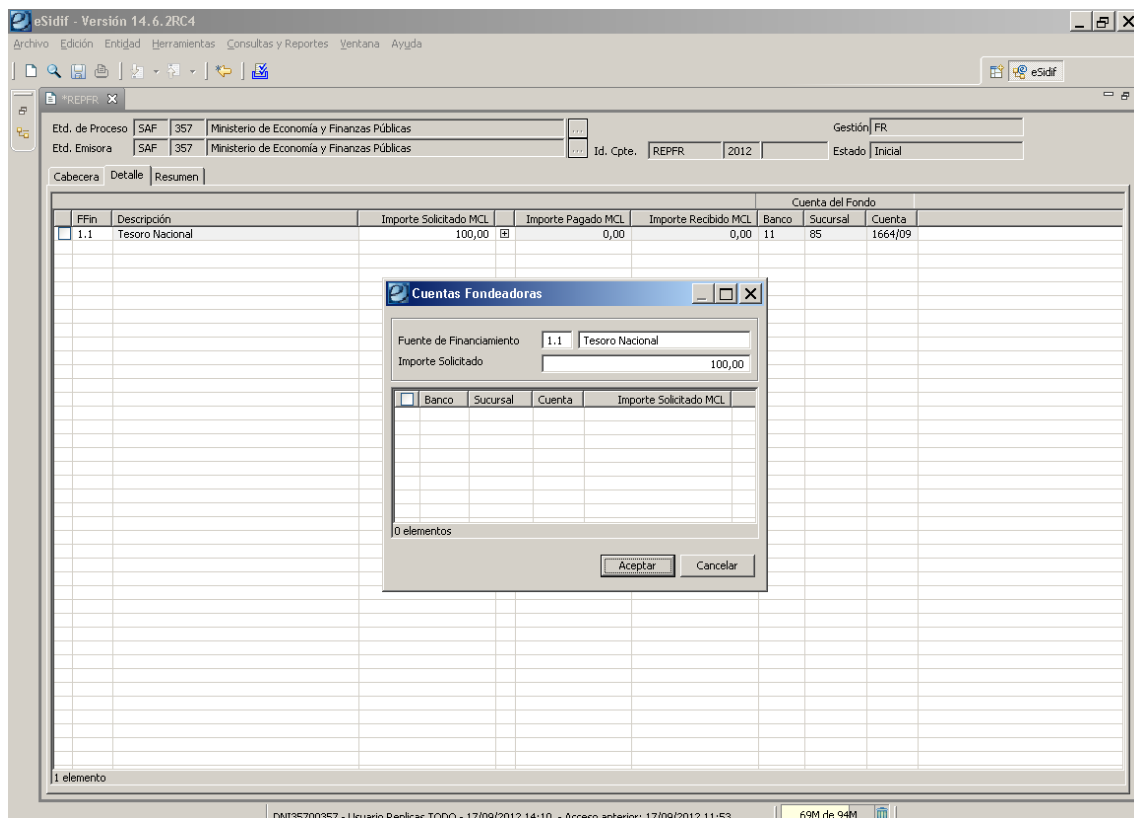 eSidif - Versión 14.6.2RC4
Archivo Edición Entidad Herramientas Consultas y Reportes Ventana Ayuda
eSidif
*REPFR
Etd. de Proceso SAF 357 Ministerio de Economía y Finanzas Públicas ... Gestión FR
Etd. Emisora SAF 357 Ministerio de Economía y Finanzas Públicas ... Id. Cpte. REPFR 2012 Estado Inicial
Cabecera Detalle Resumen
Cuenta del Fondo
FFin Descripción Importe Solicitado MCL Importe Pagado MCL Importe Recibido MCL Banco Sucursal Cuenta
1.1 Tesoro Nacional 100,00 0,00 0,00 11 85 1664/09
Cuentas Fondeadoras
Fuente de Financiamiento 1.1 Tesoro Nacional
Importe Solicitado 100,00
Banco Sucursal Cuenta Importe Solicitado MCL
0 elementos
Aceptar Cancelar
1 elemento
DNI35700357 - Usuario Replicas TODO - 17/09/2012 14:10 - Acceso anterior: 17/09/2012 11:53 69M de 94M